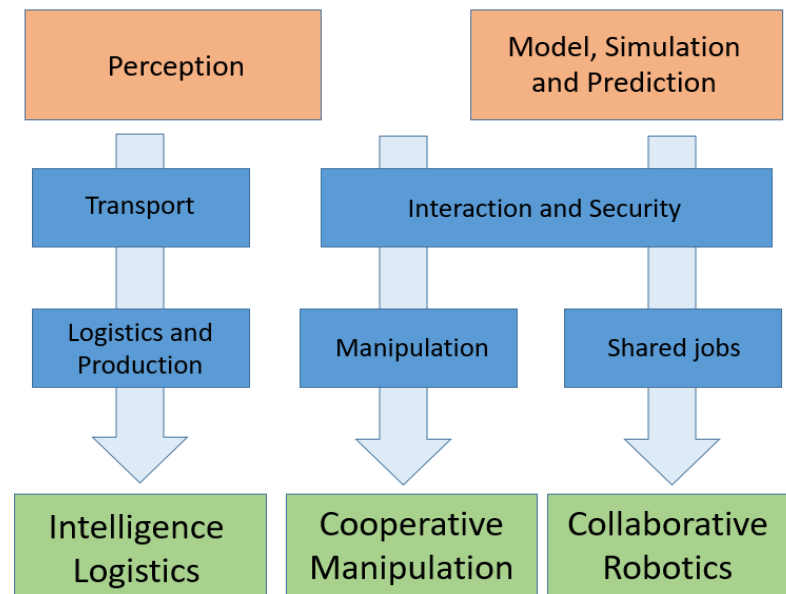 Perception
Model, Simulation
and Prediction
Transport
Interaction and Security
Logistics and
Production
Manipulation
Shared jobs
Intelligence
Logistics
Cooperative
Manipulation
Collaborative
Robotics